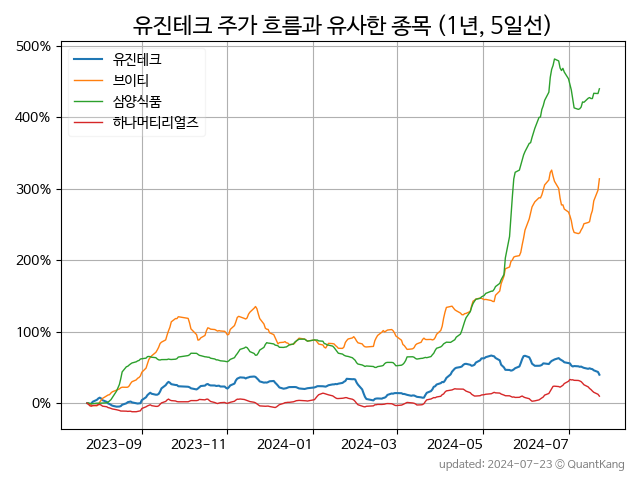 유진테크 주가 흐름과 유사한 종목 (1년, 5일선)
유진테크
브이티
삼양식품
하나머티리얼즈
500%
400%
300%
200%
100%
0%
2023-09 2023-11 2024-01 2024-03 2024-05 2024-07
updated: 2024-07-23 © QuantKang